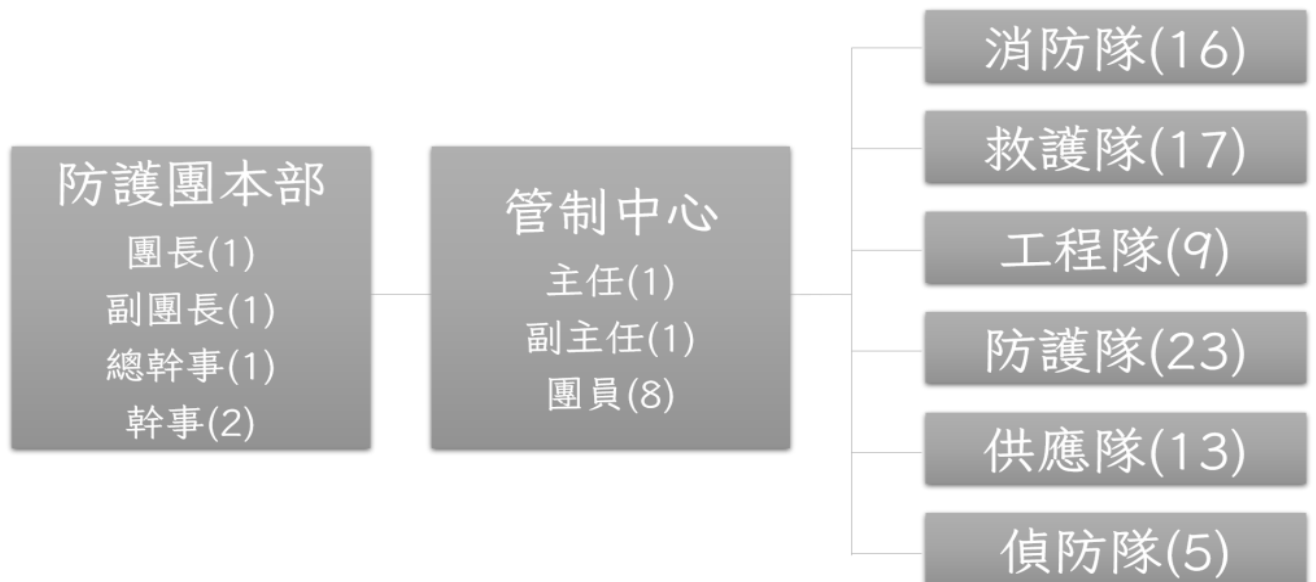 防護團本部
團長(1)
副團長(1)
總幹事(1)
幹事(2)
管制中心
主任(1)
副主任(1)
團員(8)
消防隊(16)
救護隊(17)
工程隊(9)
防護隊(23)
供應隊(13)
偵防隊(5)